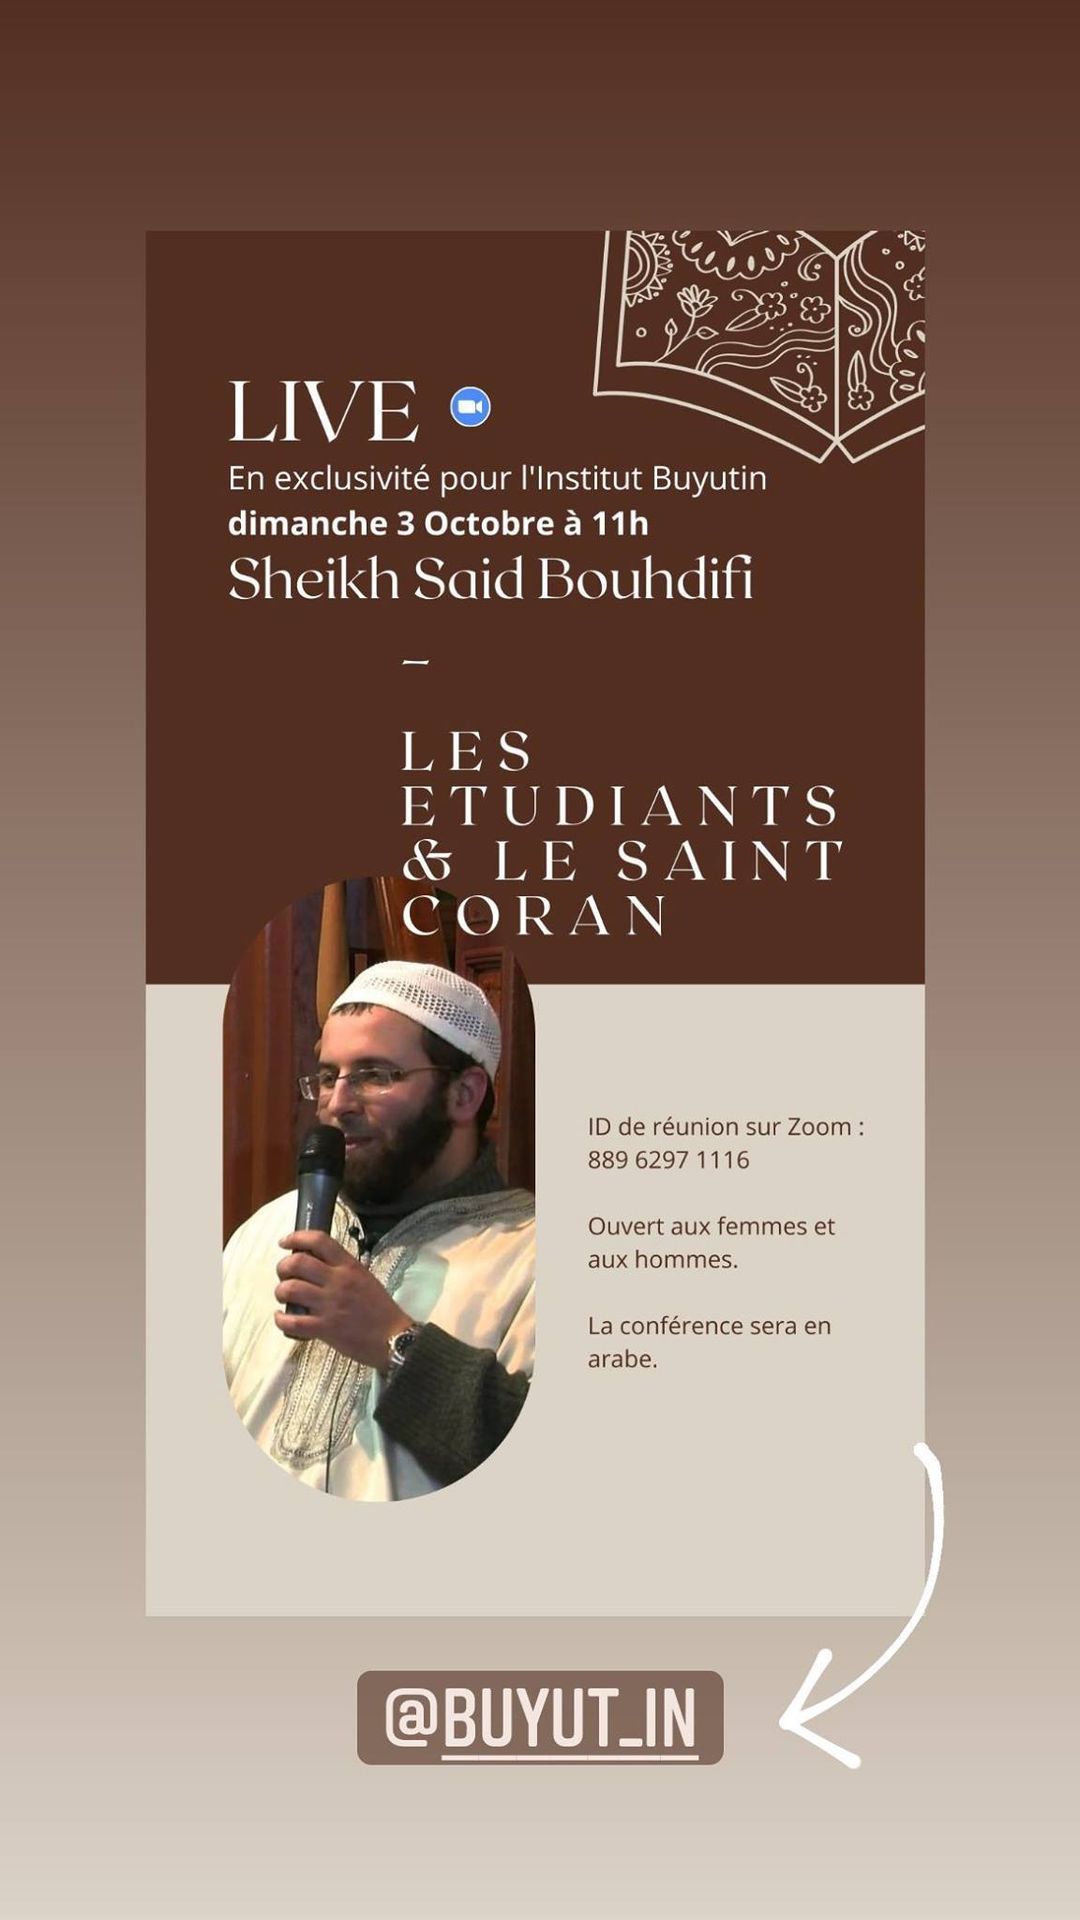 LIVE
En exclusivité pour l'Institut Buyutin
dimanche 3 Octobre à 11h
Sheikh Said Bouhdifi
–
LES
ETUDIANTS
& LE SAINT
CORAN
ID de réunion sur Zoom :
889 6297 1116
Ouvert aux femmes et
aux hommes.
La conférence sera en
arabe.
@BUYUT_IN